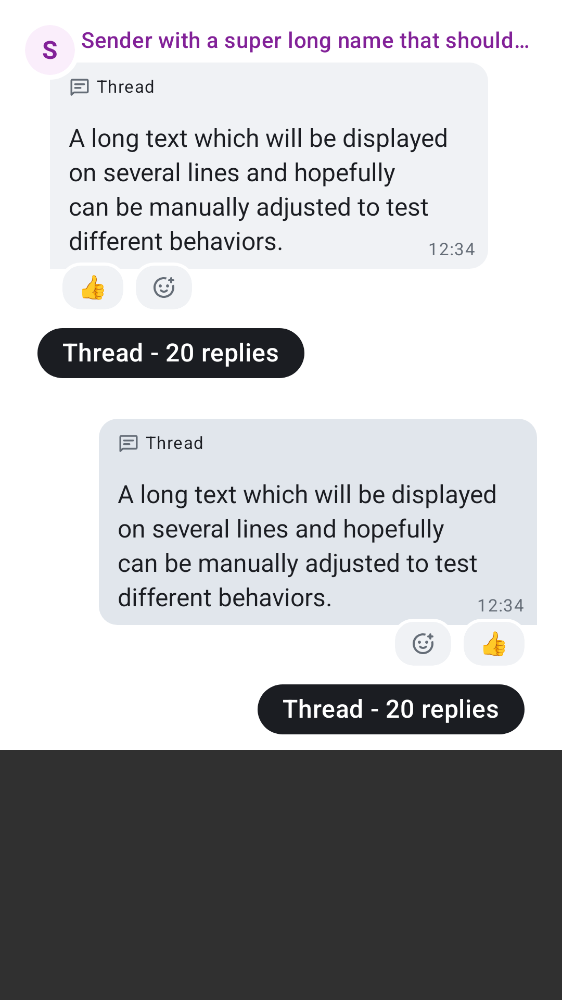 S
Sender with a super long name that should…
Thread
A long text which will be displayed
on several lines and hopefully
can be manually adjusted to test
different behaviors.
12:34
👍
Thread - 20 replies
Thread
A long text which will be displayed
on several lines and hopefully
can be manually adjusted to test
different behaviors.
12:34
👍
Thread - 20 replies